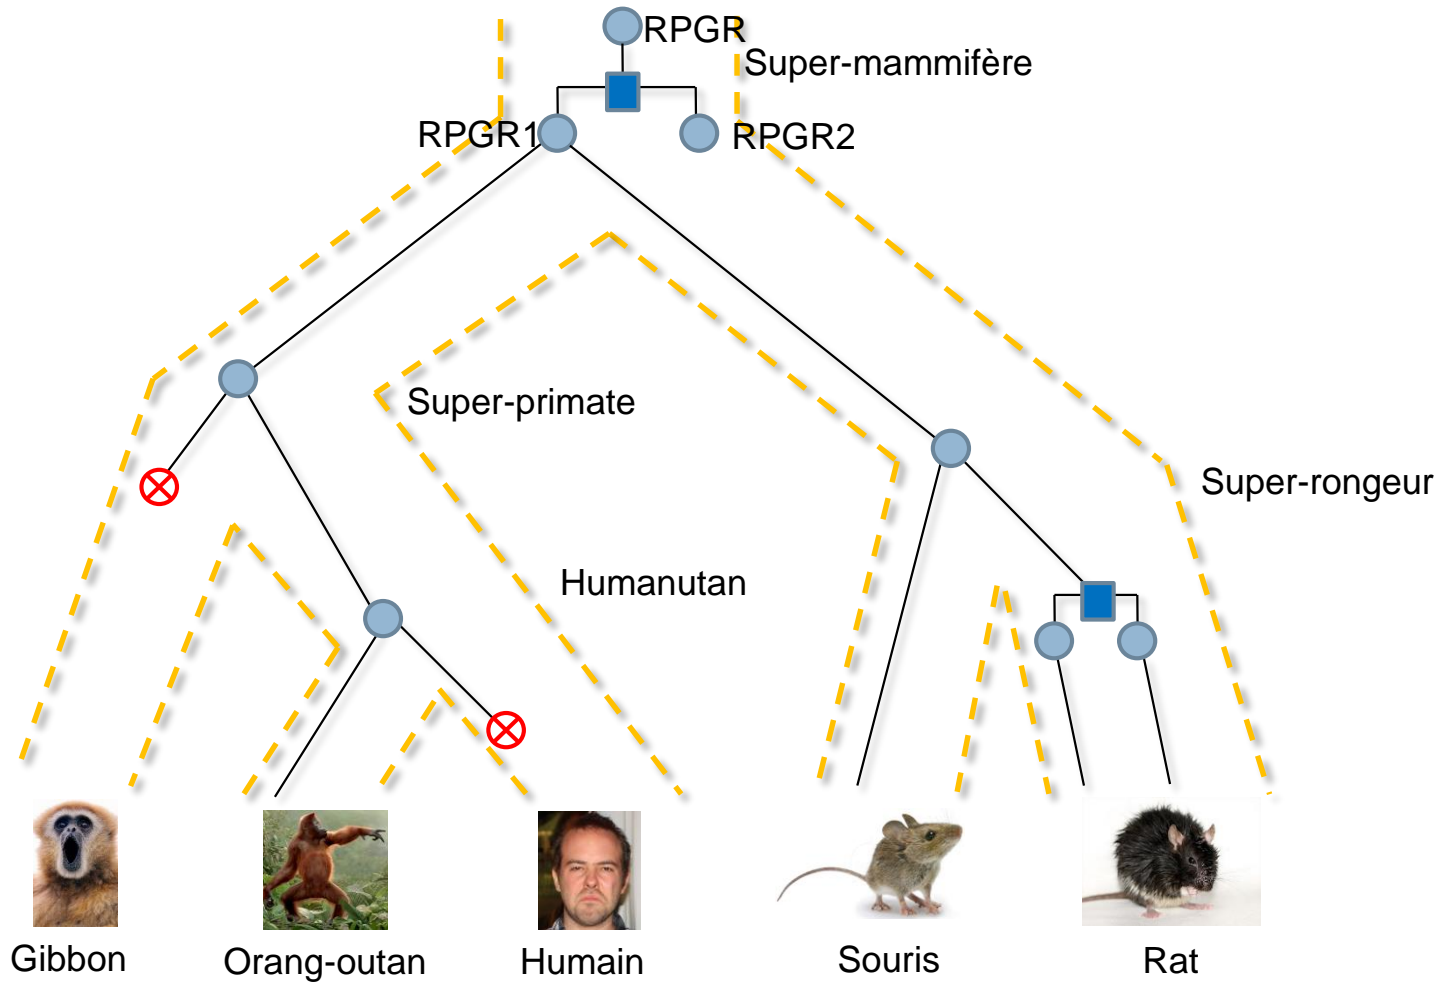 RPGR
Super-mammifère
RPGR1
RPGR2
Super-primate
Super-rongeur
Humanutan
Gibbon
Orang-outan
Humain
Souris
Rat